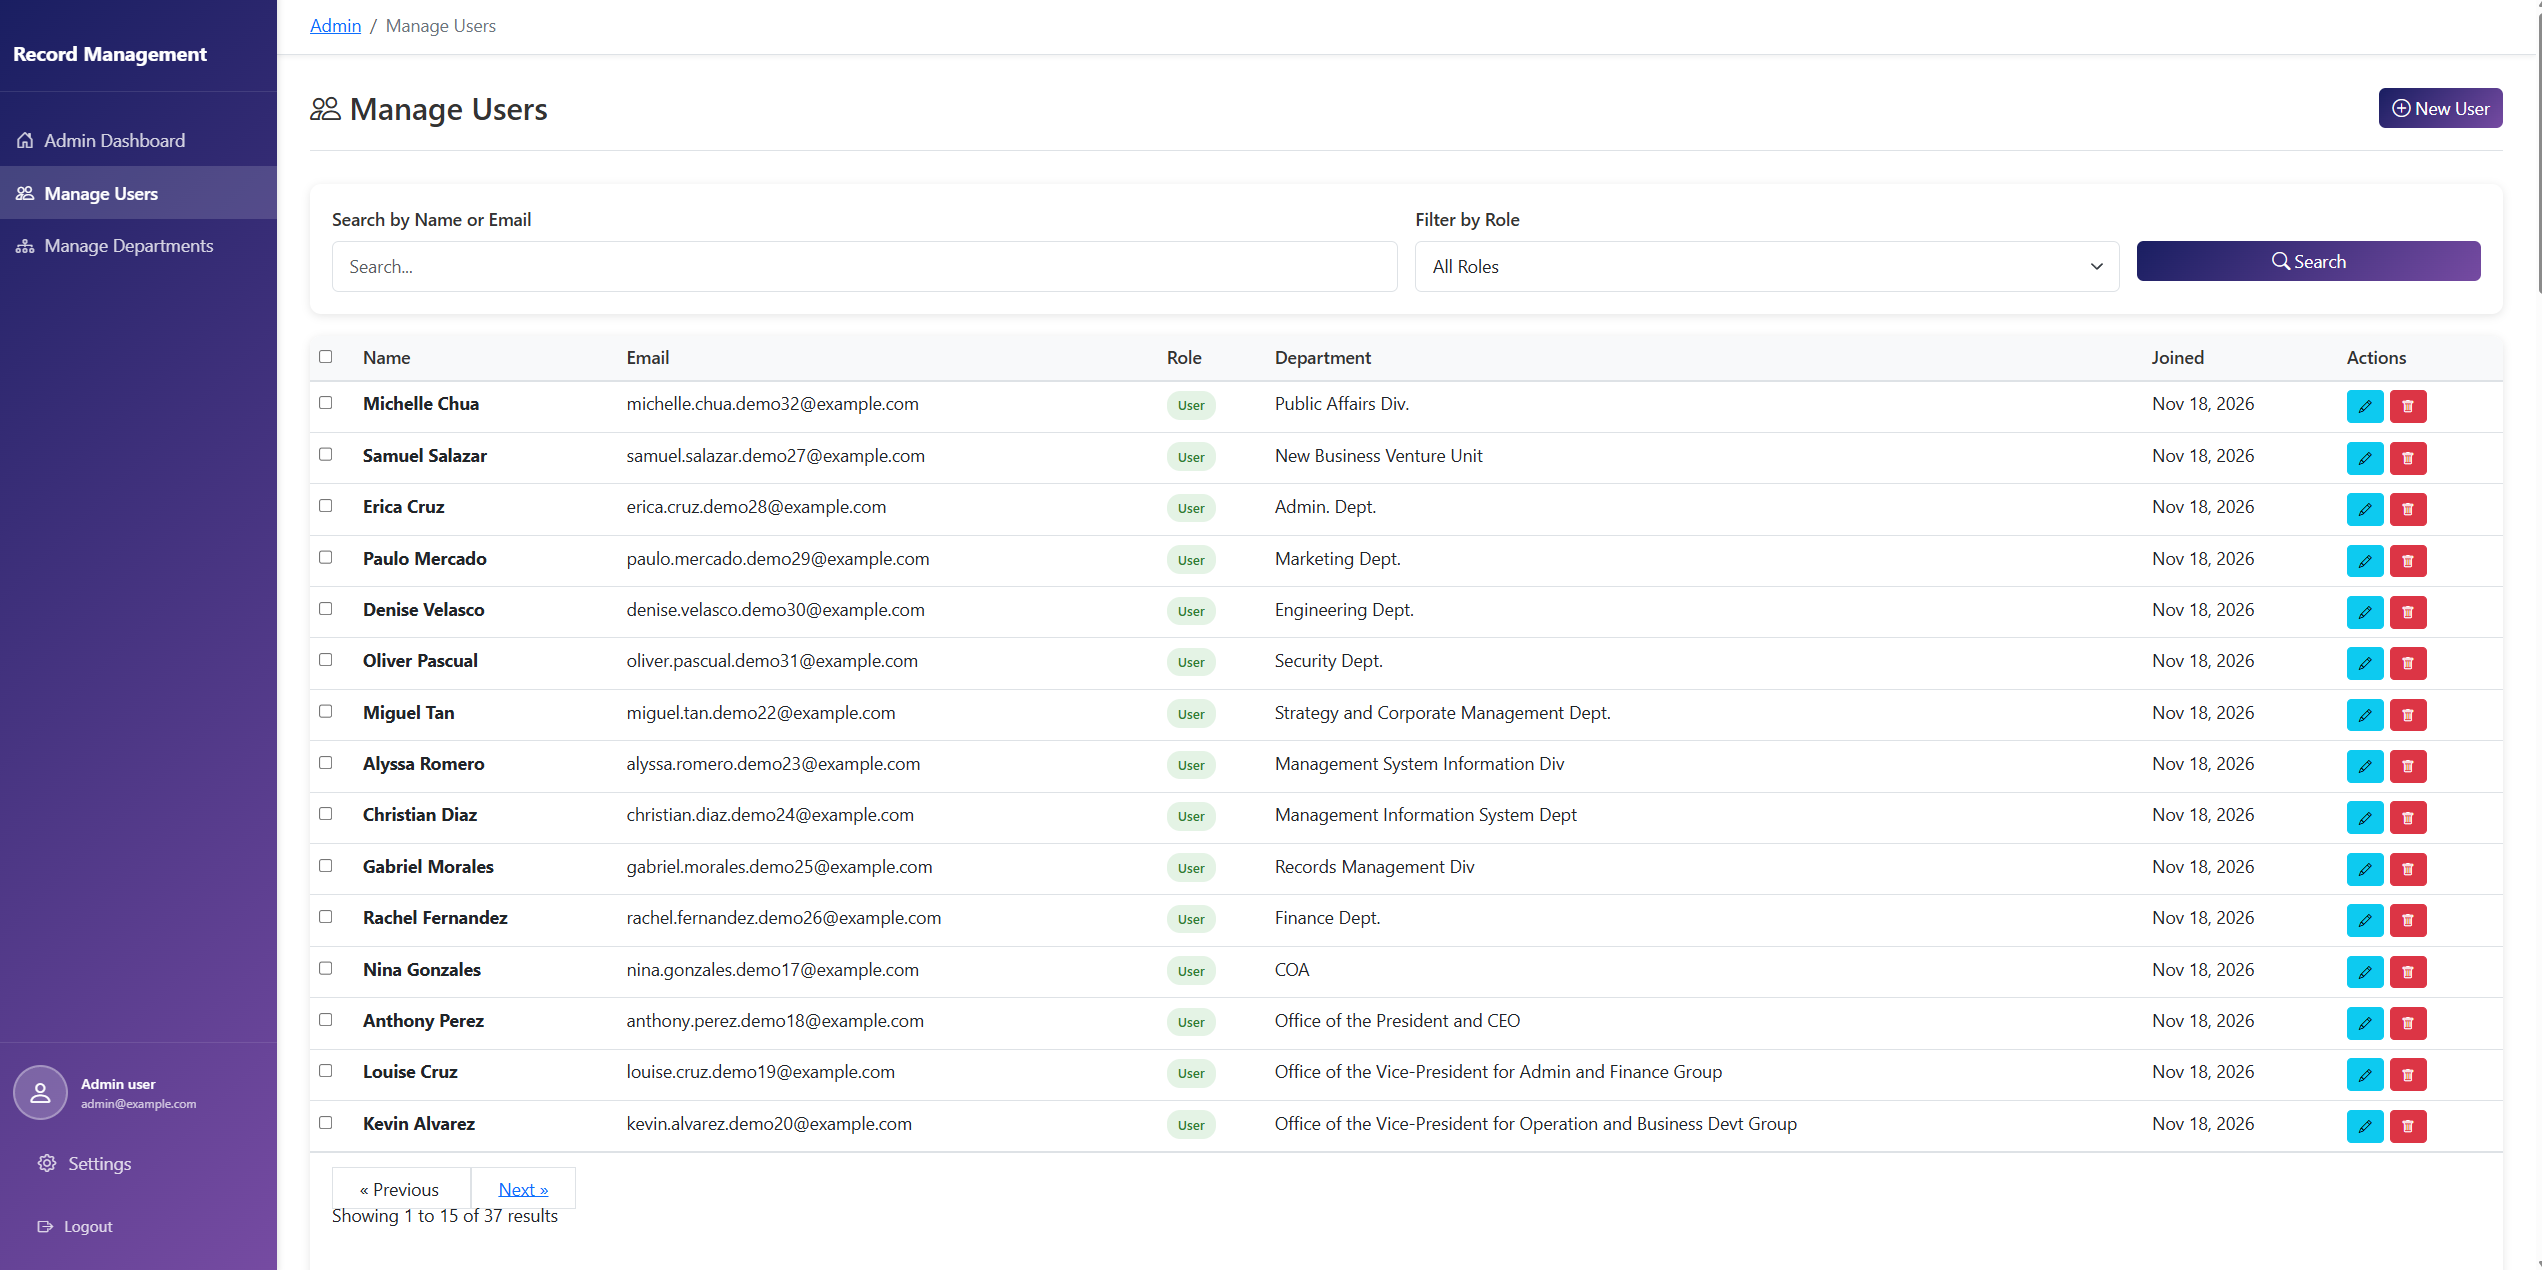 Record Management
Admin Dashboard
Manage Users
Manage Departments
Admin user
admin@example.com
Settings
Logout
Admin / Manage Users
Manage Users
New User
Search by Name or Email
Filter by Role
Search...
All Roles
Search
Name Email Role Department Joined Actions
Michelle Chua michelle.chua.demo32@example.com User Public Affairs Div. Nov 18, 2026
Samuel Salazar samuel.salazar.demo27@example.com User New Business Venture Unit Nov 18, 2026
Erica Cruz erica.cruz.demo28@example.com User Admin. Dept. Nov 18, 2026
Paulo Mercado paulo.mercado.demo29@example.com User Marketing Dept. Nov 18, 2026
Denise Velasco denise.velasco.demo30@example.com User Engineering Dept. Nov 18, 2026
Oliver Pascual oliver.pascual.demo31@example.com User Security Dept. Nov 18, 2026
Miguel Tan miguel.tan.demo22@example.com User Strategy and Corporate Management Dept. Nov 18, 2026
Alyssa Romero alyssa.romero.demo23@example.com User Management System Information Div Nov 18, 2026
Christian Diaz christian.diaz.demo24@example.com User Management Information System Dept Nov 18, 2026
Gabriel Morales gabriel.morales.demo25@example.com User Records Management Div Nov 18, 2026
Rachel Fernandez rachel.fernandez.demo26@example.com User Finance Dept. Nov 18, 2026
Nina Gonzales nina.gonzales.demo17@example.com User COA Nov 18, 2026
Anthony Perez anthony.perez.demo18@example.com User Office of the President and CEO Nov 18, 2026
Louise Cruz louise.cruz.demo19@example.com User Office of the Vice-President for Admin and Finance Group Nov 18, 2026
Kevin Alvarez kevin.alvarez.demo20@example.com User Office of the Vice-President for Operation and Business Devt Group Nov 18, 2026
« Previous Next »
Showing 1 to 15 of 37 results